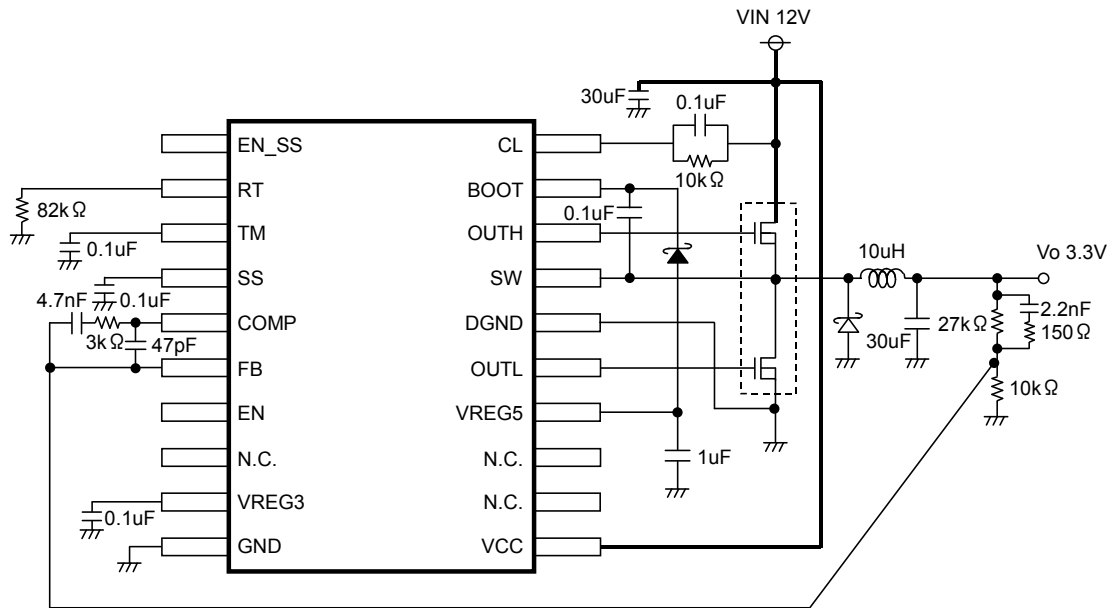 VIN 12V
30uF
0.1uF
10kΩ
EN_SS
CL
RT
BOOT
82kΩ
0.1uF
TM
OUTH
0.1uF
10uH
Vo 3.3V
SS
SW
4.7nF
0.1uF
2.2nF
COMP
DGND
3kΩ
47pF
30uF
27kΩ
150Ω
FB
OUTL
10kΩ
EN
VREG5
N.C.
N.C.
1uF
VREG3
N.C.
0.1uF
GND
VCC